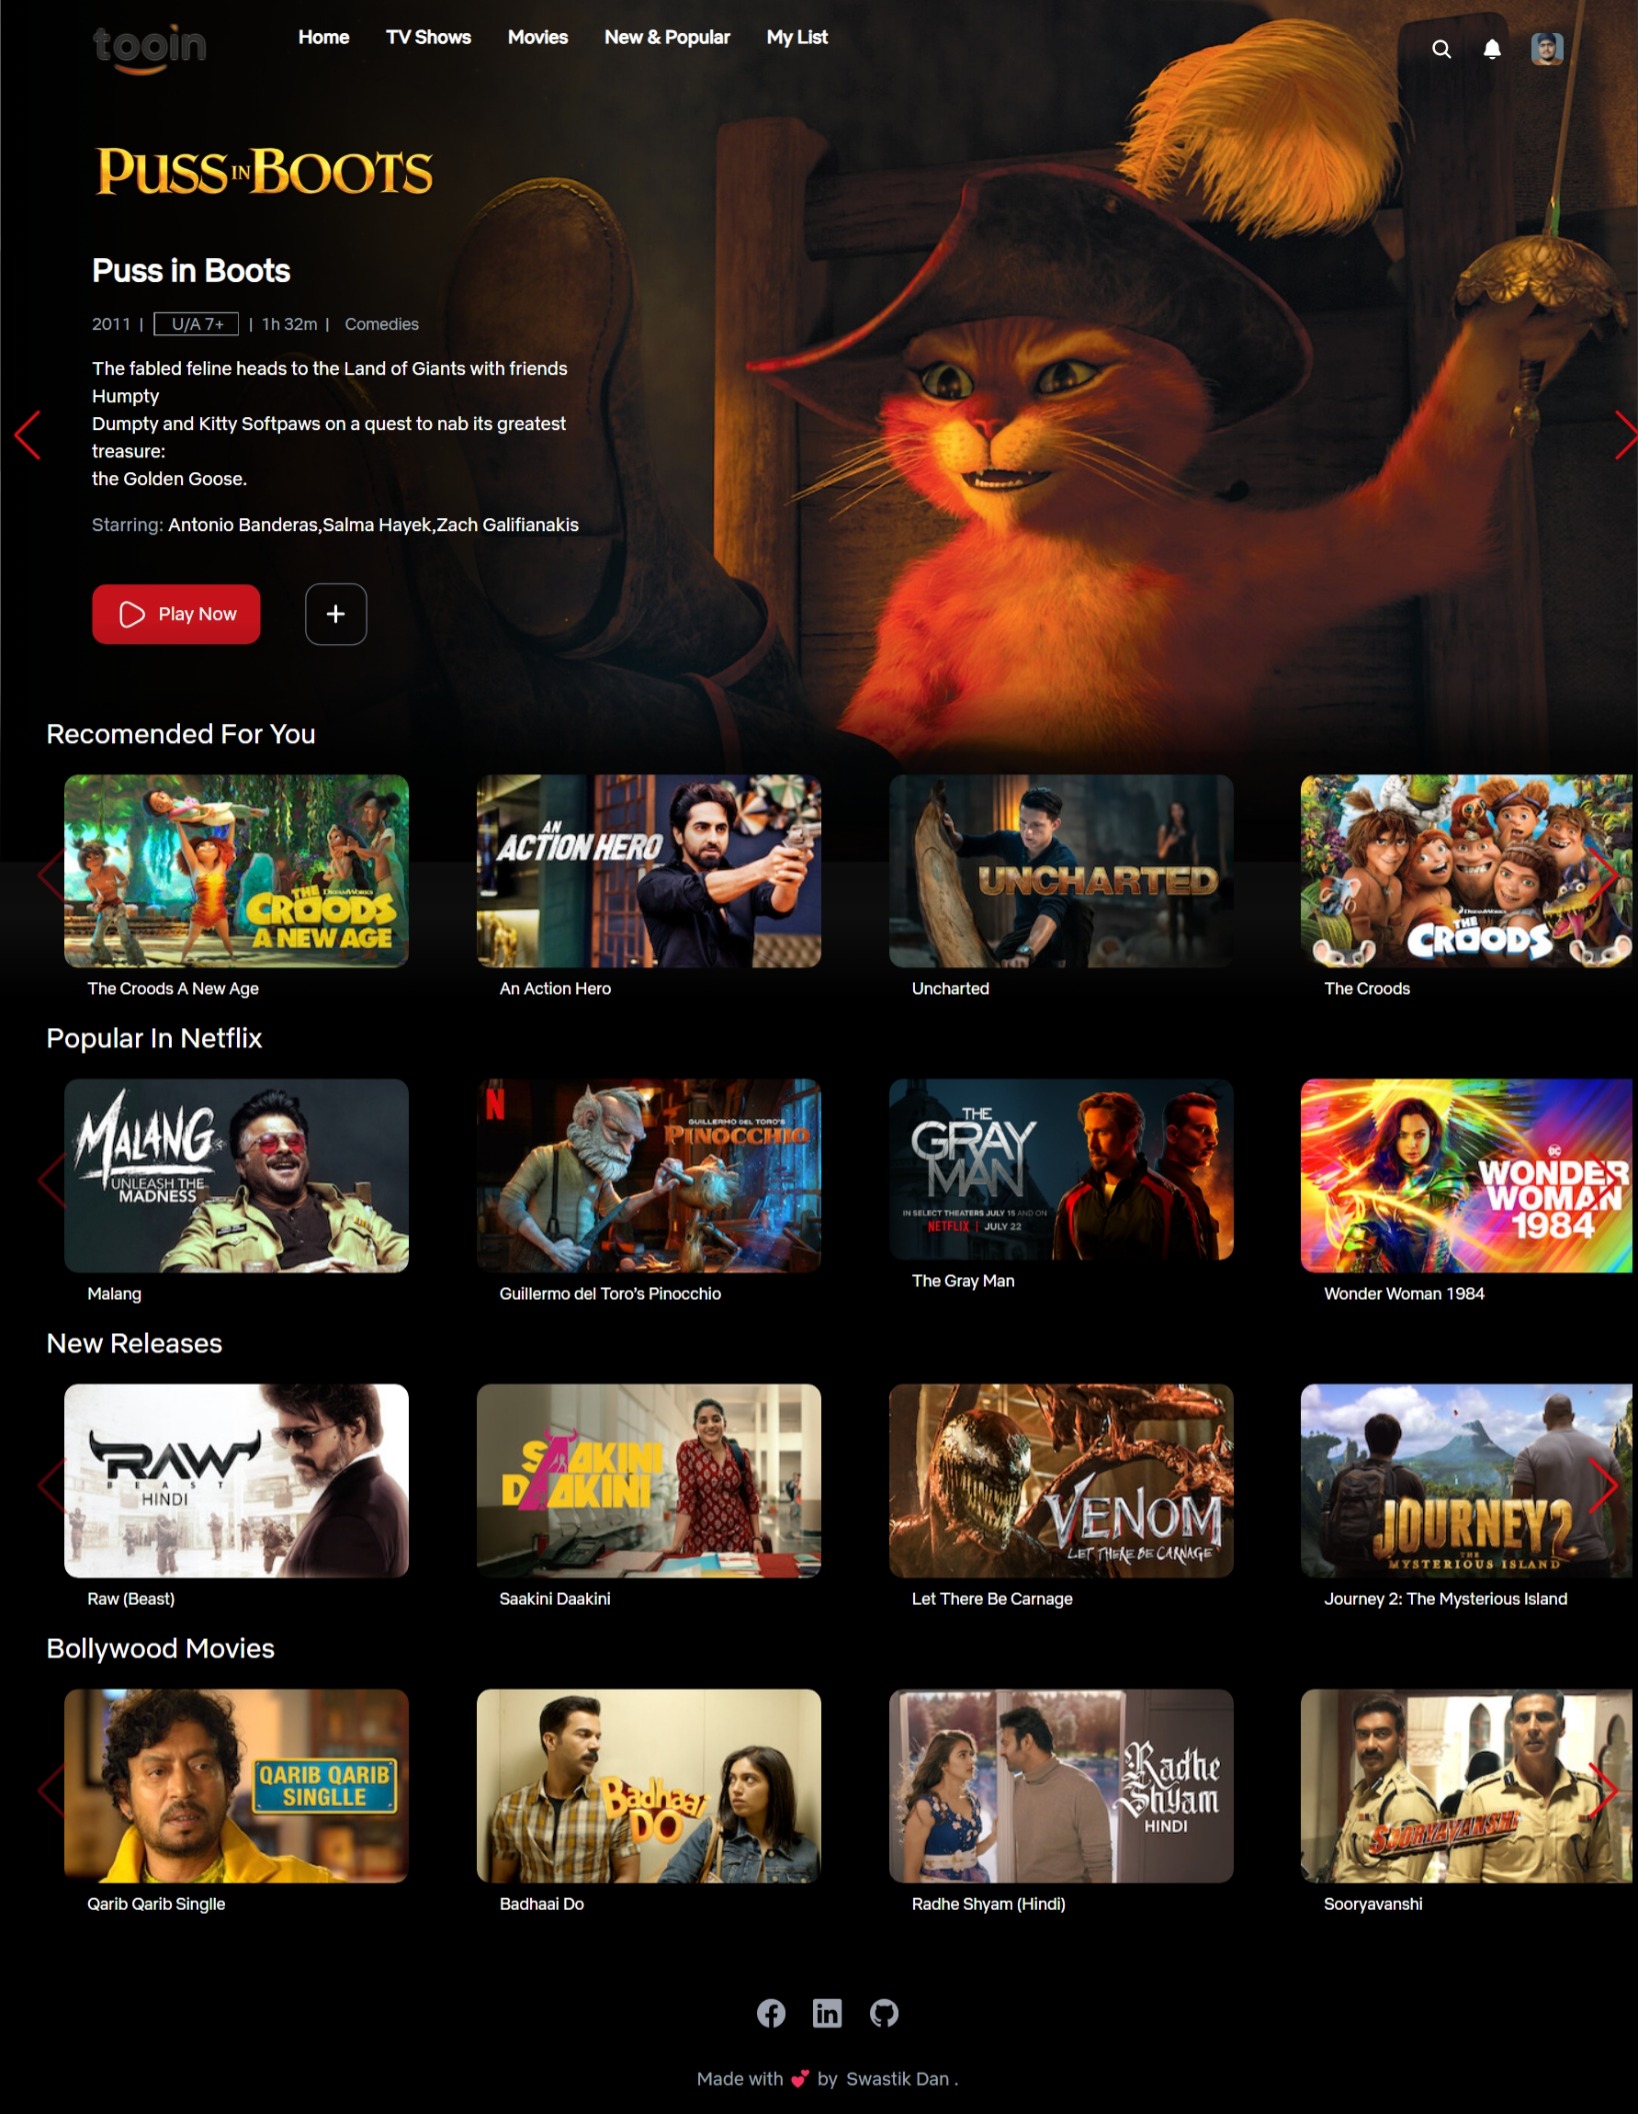 tooin
Home TV Shows Movies New & Popular My List
PUSS IN BOOTS
Puss in Boots
2011 | U/A 7+ | 1h 32m | Comedies
The fabled feline heads to the Land of Giants with friends
Humpty
Dumpty and Kitty Softpaws on a quest to nab its greatest
treasure:
the Golden Goose.
Starring: Antonio Banderas,Salma Hayek,Zach Galifianakis
Play Now
+
Recomended For You
DREAMWORKS
THE
CROODS
A NEW AGE
AN
ACTION HERO
UNCHARTED
DREAMWORKS
THE
CROODS
The Croods A New Age
An Action Hero
Uncharted
The Croods
Popular In Netflix
MALANG
UNLEASH THE
MADNESS
N
GUILLERMO DEL TORO'S
PINOCCHIO
THE
GRAY
MAN
IN SELECT THEATERS JULY 15 AND ON
NETFLIX | JULY 22
DC
WONDER
WOMAN
1984
Malang
Guillermo del Toro's Pinocchio
The Gray Man
Wonder Woman 1984
New Releases
RAW
BEAST
HINDI
SAAKINI
DAAKINI
VENOM
LET THERE BE CARNAGE
JOURNEY 2
THE
MYSTERIOUS ISLAND
Raw (Beast)
Saakini Daakini
Let There Be Carnage
Journey 2: The Mysterious Island
Bollywood Movies
QARIB QARIB
SINGLLE
Badhaai
DO
Radhe
Shyam
HINDI
SOORYAVANSHI
Qarib Qarib Singlle
Badhaai Do
Radhe Shyam (Hindi)
Sooryavanshi
in
Made with 💕 by Swastik Dan .